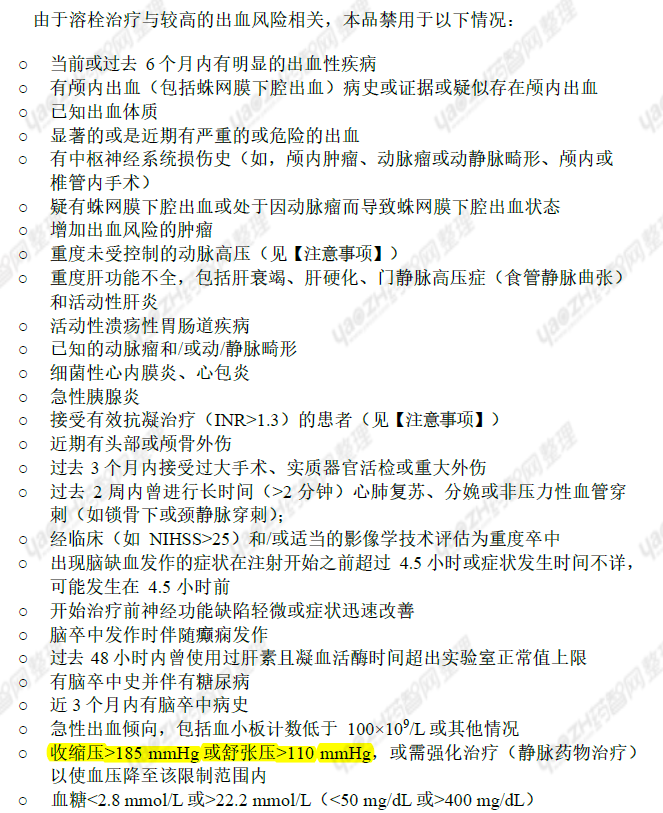 由于溶栓治疗与较高的出血风险相关，本品禁用于以下情况：
○ 当前或过去 6 个月内有明显的出血性疾病
○ 有颅内出血（包括蛛网膜下腔出血）病史或证据或疑似存在颅内出血
○ 已知出血体质
○ 显著的或是近期有严重的或危险的出血
○ 有中枢神经系统损伤史（如，颅内肿瘤、动脉瘤或动静脉畸形、颅内或
椎管内手术）
○ 疑有蛛网膜下腔出血或处于因动脉瘤而导致蛛网膜下腔出血状态
○ 增加出血风险的肿瘤
○ 重度未受控制的动脉高压（见【注意事项】）
○ 重度肝功能不全，包括肝衰竭、肝硬化、门静脉高压症（食管静脉曲张）
和活动性肝炎
○ 活动性溃疡性胃肠道疾病
○ 已知的动脉瘤和/或动/静脉畸形
○ 细菌性心内膜炎、心包炎
○ 急性胰腺炎
○ 接受有效抗凝治疗（INR>1.3）的患者（见【注意事项】）
○ 近期有头部或颅骨外伤
○ 过去 3 个月内接受过大手术、实质器官活检或重大外伤
○ 过去 2 周内曾进行长时间（>2 分钟）心肺复苏、分娩或非压力性血管穿
刺（如锁骨下或颈静脉穿刺）；
○ 经临床（如 NIHSS>25）和/或适当的影像学技术评估为重度卒中
○ 出现脑缺血发作的症状在注射开始之前超过 4.5 小时或症状发生时间不详，
可能发生在 4.5 小时前
○ 开始治疗前神经功能缺陷轻微或症状迅速改善
○ 脑卒中发作时伴随癫痫发作
○ 过去 48 小时内曾使用过肝素且凝血活酶时间超出实验室正常值上限
○ 有脑卒中史并伴有糖尿病
○ 近 3 个月内有脑卒中病史
○ 急性出血倾向，包括血小板计数低于 100×10⁹/L 或其他情况
○ 收缩压>185 mmHg 或舒张压>110 mmHg，或需强化治疗（静脉药物治疗）
以使血压降至该限制范围内
○ 血糖<2.8 mmol/L 或>22.2 mmol/L（<50 mg/dL 或>400 mg/dL）